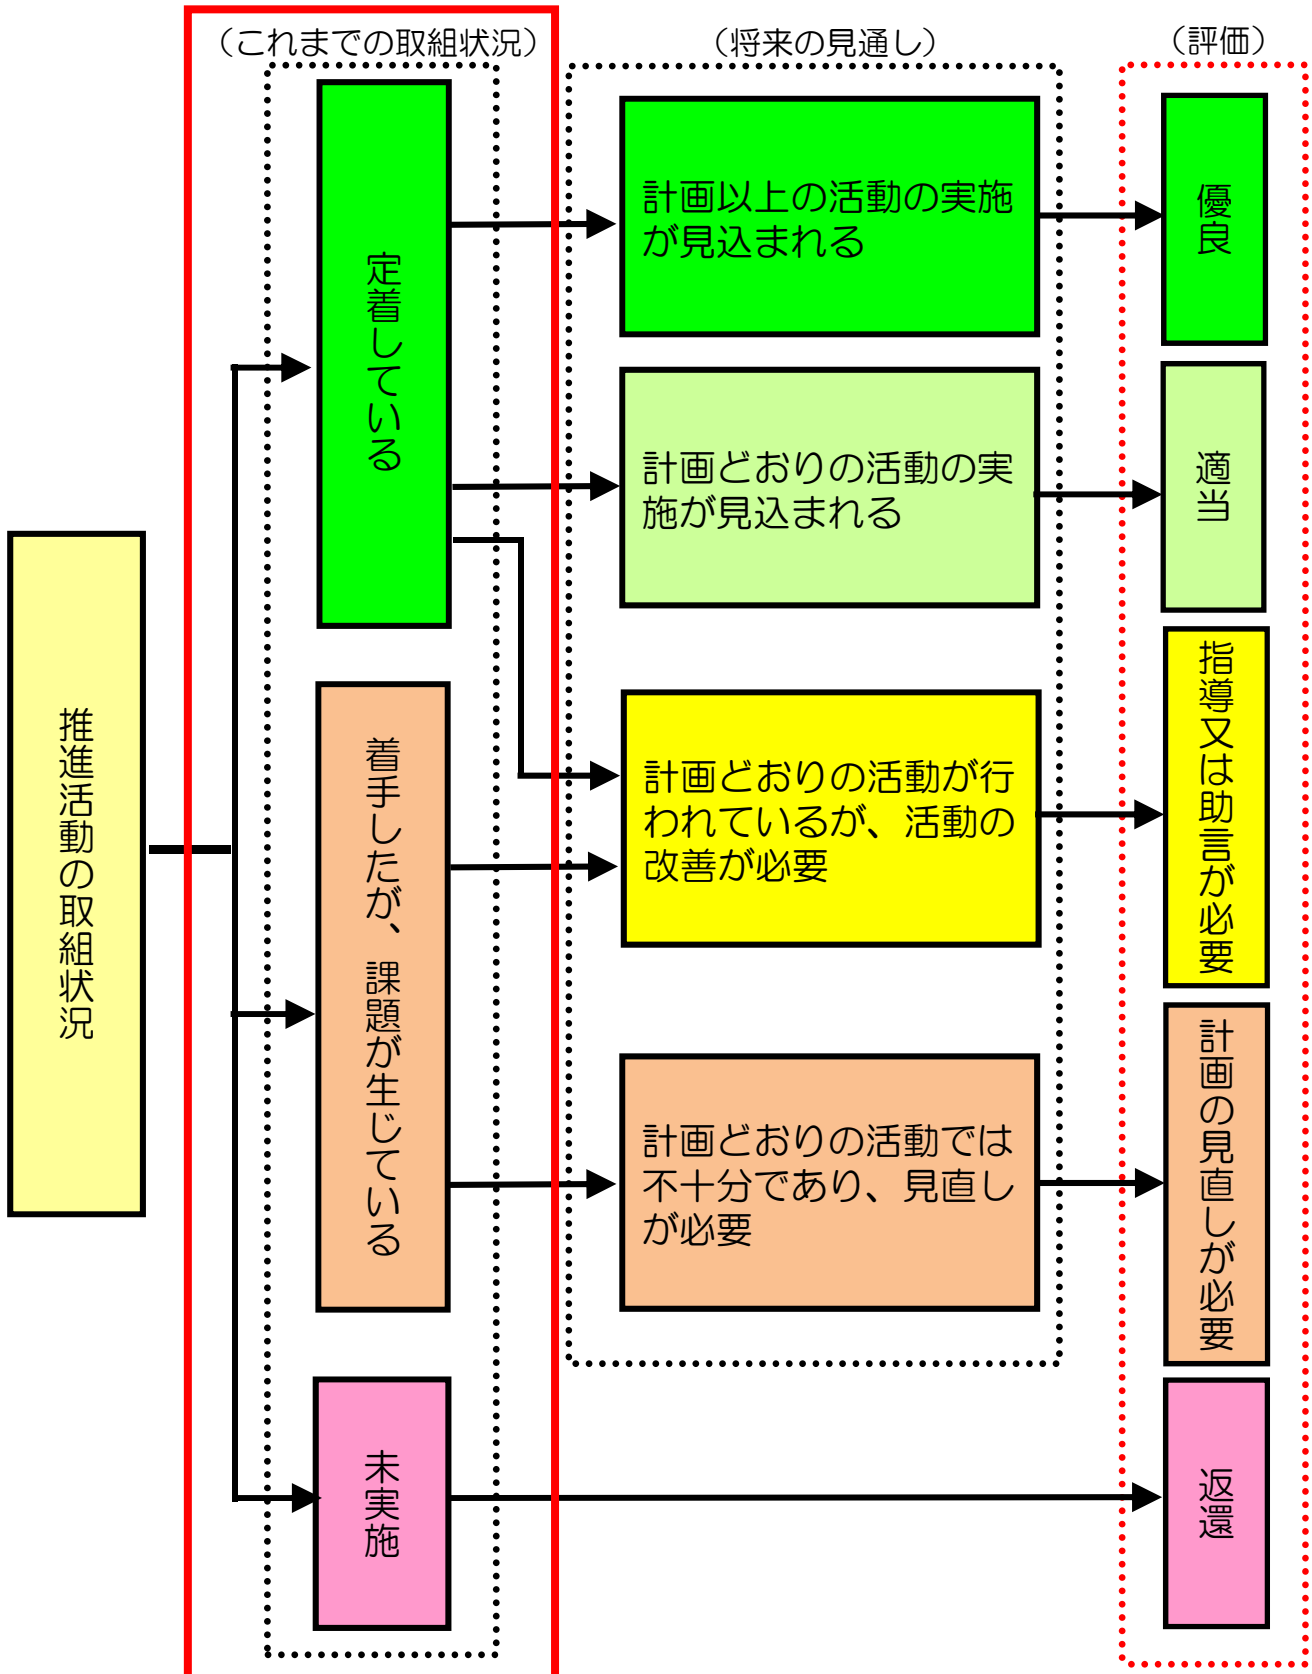 （これまでの取組状況）
（将来の見通し）
（評価）
推進活動の取組状況
定着している
着手したが、課題が生じている
未実施
計画以上の活動の実施
が見込まれる
計画どおりの活動の実
施が見込まれる
計画どおりの活動が行
われているが、活動の
改善が必要
計画どおりの活動では
不十分であり、見直し
が必要
優良
適当
指導又は助言が必要
計画の見直しが必要
返還